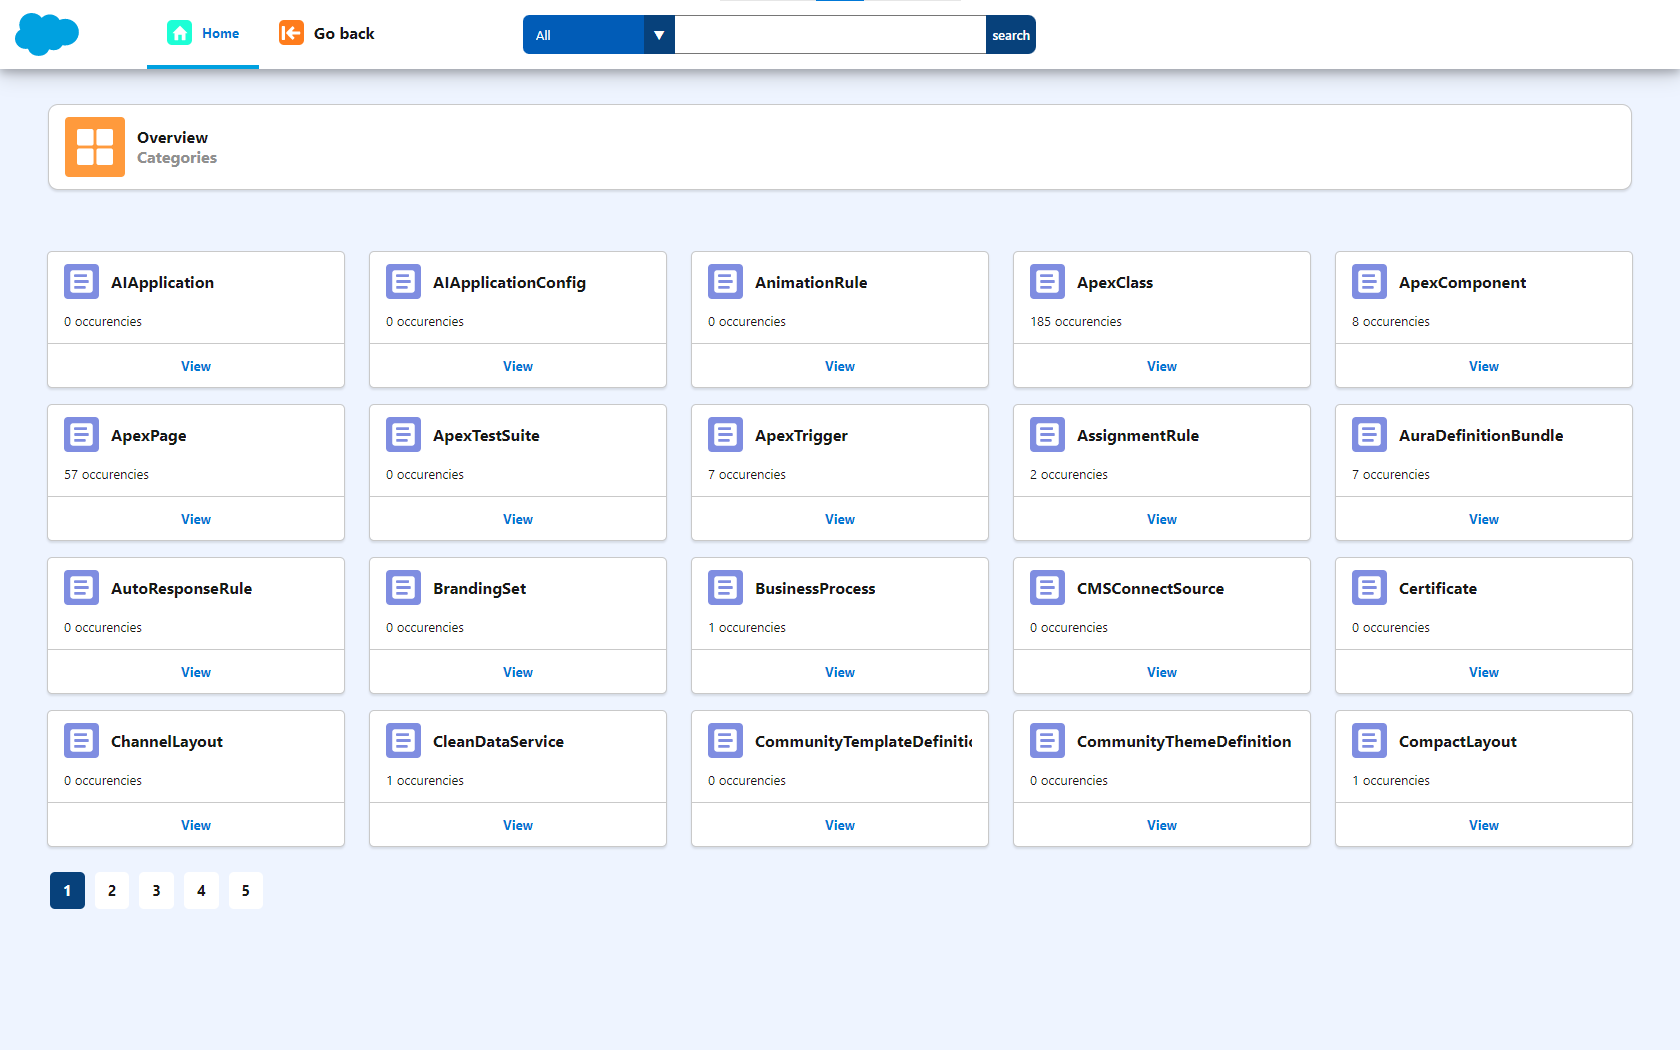 Home
Go back
All
search
Overview
Categories
AIApplication
0 occurencies
View
AIApplicationConfig
0 occurencies
View
AnimationRule
0 occurencies
View
ApexClass
185 occurencies
View
ApexComponent
8 occurencies
View
ApexPage
57 occurencies
View
ApexTestSuite
0 occurencies
View
ApexTrigger
7 occurencies
View
AssignmentRule
2 occurencies
View
AuraDefinitionBundle
7 occurencies
View
AutoResponseRule
0 occurencies
View
BrandingSet
0 occurencies
View
BusinessProcess
1 occurencies
View
CMSConnectSource
0 occurencies
View
Certificate
0 occurencies
View
ChannelLayout
0 occurencies
View
CleanDataService
1 occurencies
View
CommunityTemplateDefinitio
0 occurencies
View
CommunityThemeDefinition
0 occurencies
View
CompactLayout
1 occurencies
View
1 2 3 4 5